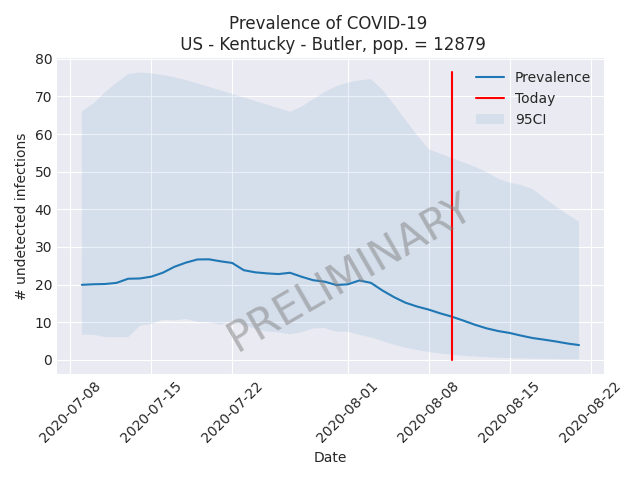 Prevalence of COVID-19
US - Kentucky - Butler, pop. = 12879
80
70
60
50
40
30
20
10
0
# undetected infections
Prevalence
Today
95CI
PRELIMINARY
2020-07-08
2020-07-15
2020-07-22
2020-08-01
2020-08-08
2020-08-15
2020-08-22
Date